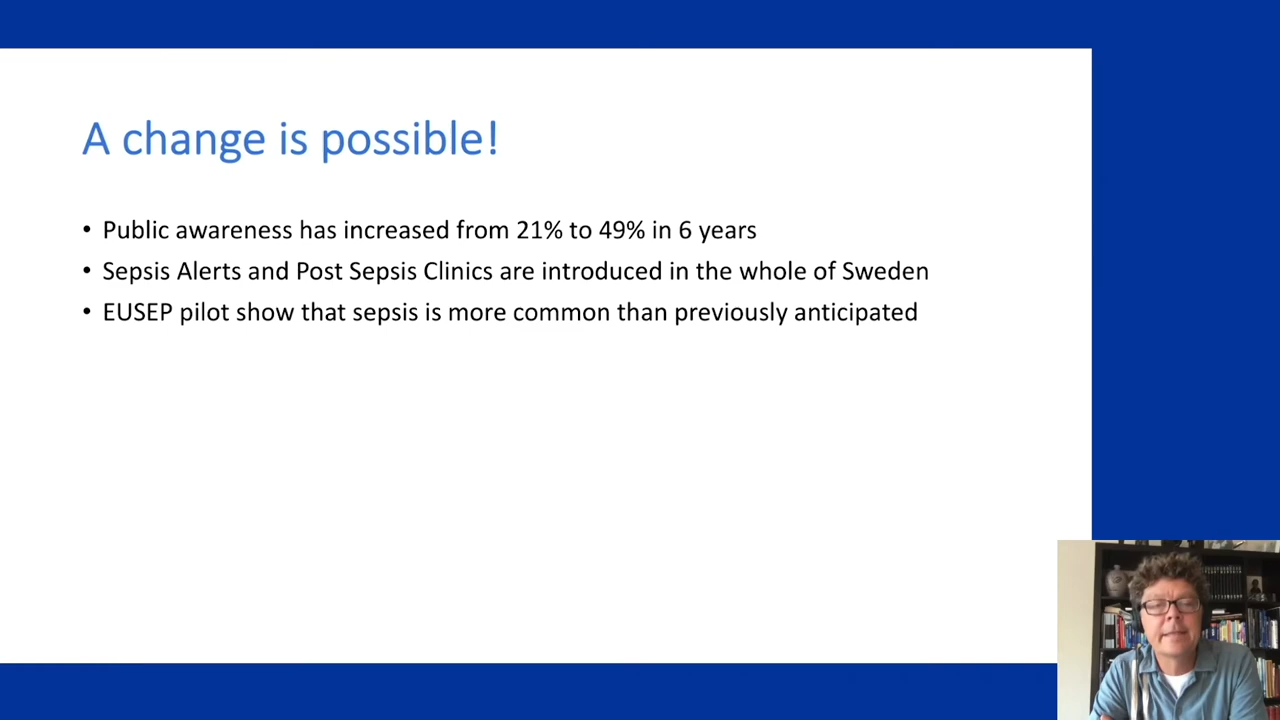 A change is possible!
• Public awareness has increased from 21% to 49% in 6 years
• Sepsis Alerts and Post Sepsis Clinics are introduced in the whole of Sweden
• EUSEP pilot show that sepsis is more common than previously anticipated